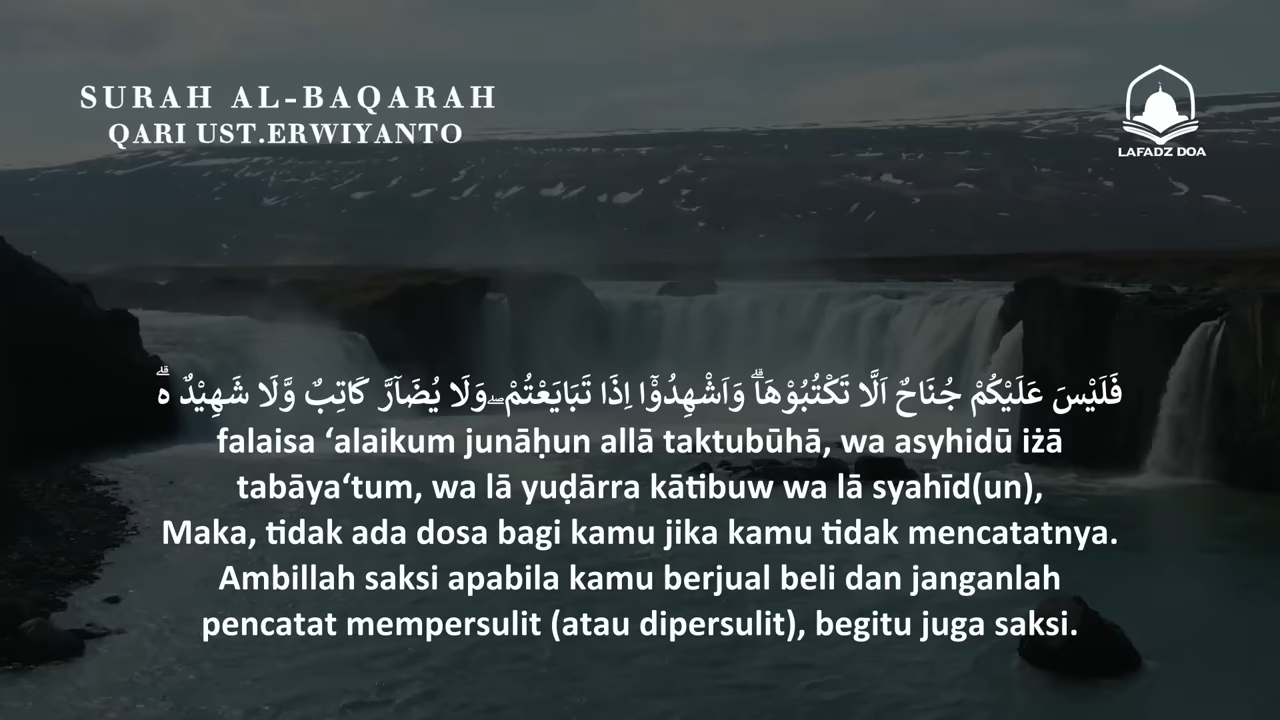 SURAH AL-BAQARAH
QARI UST.ERWIYANTO
LAFADZ DOA
فَلَيْسَ عَلَيْكُمْ جُنَاحٌ اَلَّا تَكْتُبُوْهَاۗ وَاَشْهِدُوْٓا اِذَا تَبَايَعْتُمْ ۖوَلَا يُضَاۤرَّ كَاتِبٌ وَّلَا شَهِيْدٌ ەۗ
falaisa ‘alaikum junāḥun allā taktubūhā, wa asyhidū iżā
tabāya‘tum, wa lā yuḍārra kātibuw wa lā syahīd(un),
Maka, tidak ada dosa bagi kamu jika kamu tidak mencatatnya.
Ambillah saksi apabila kamu berjual beli dan janganlah
pencatat mempersulit (atau dipersulit), begitu juga saksi.